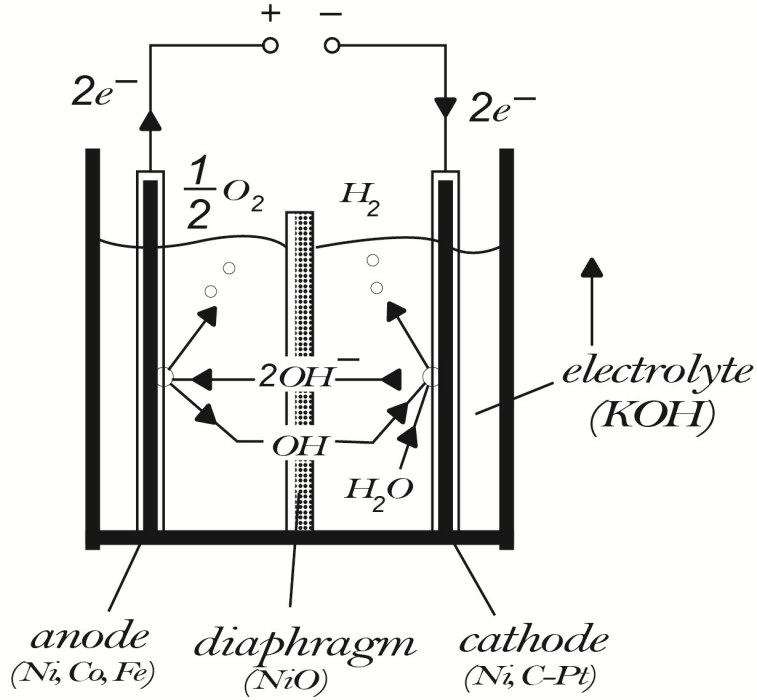 + −
2e− 2e−
1/2 O2 H2
2OH−
OH
H2O
electrolyte
(KOH)
anode
(Ni, Co, Fe)
diaphragm
(NiO)
cathode
(Ni, C–Pt)